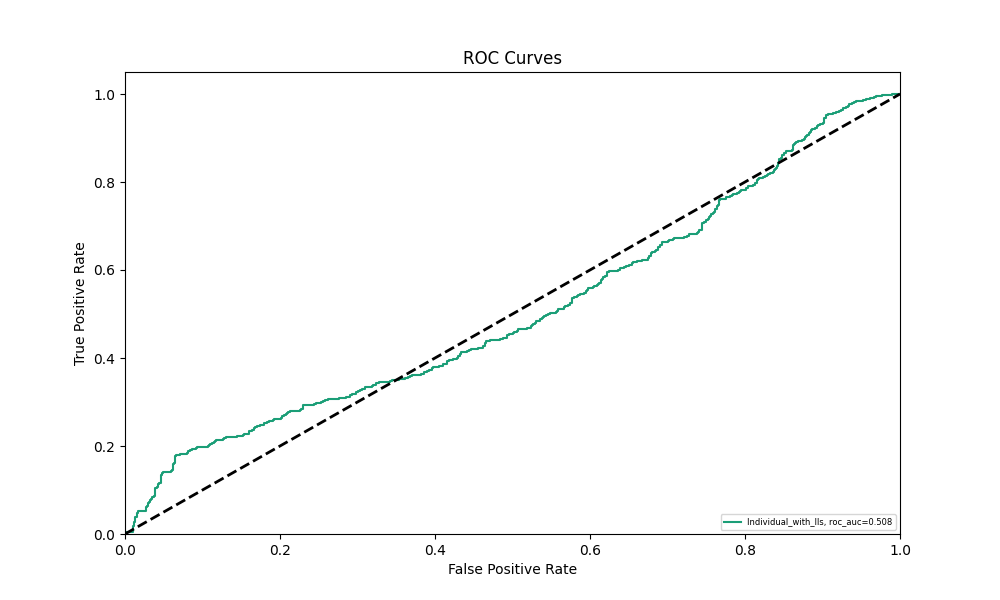 ROC Curves
True Positive Rate
1.0
0.8
0.6
0.4
0.2
0.0
0.0 0.2 0.4 0.6 0.8 1.0
False Positive Rate
Individual_with_lls, roc_auc=0.508